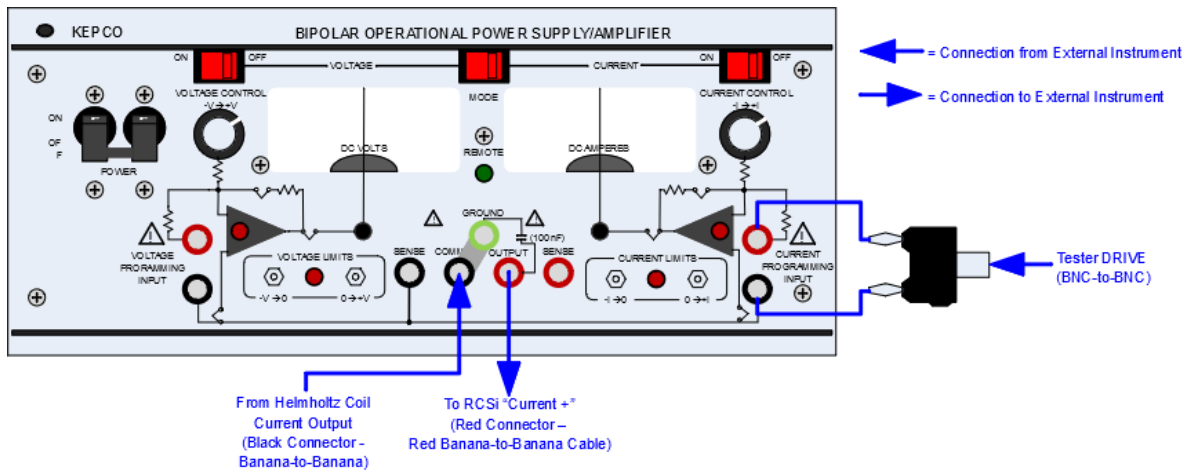 KEPCO
BIPOLAR OPERATIONAL POWER SUPPLY/AMPLIFIER
ON
OFF
VOLTAGE
CURRENT
ON
OFF
VOLTAGE CONTROL
-V→+V
MODE
CURRENT CONTROL
-I→+I
ON
OF
F
POWER
DC VOLTS
REMOTE
DC AMPERES
GROUND
(100nF)
VOLTAGE
PROGRAMMING
INPUT
VOLTAGE LIMITS
-V→0
0→+V
SENSE
COMM
OUTPUT
SENSE
CURRENT LIMITS
-I→0
0→+I
CURRENT
PROGRAMMING
INPUT
= Connection from External Instrument
= Connection to External Instrument
Tester DRIVE
(BNC-to-BNC)
From Helmholtz Coil
Current Output
(Black Connector -
Banana-to-Banana)
To RCSi “Current +”
(Red Connector –
Red Banana-to-Banana Cable)